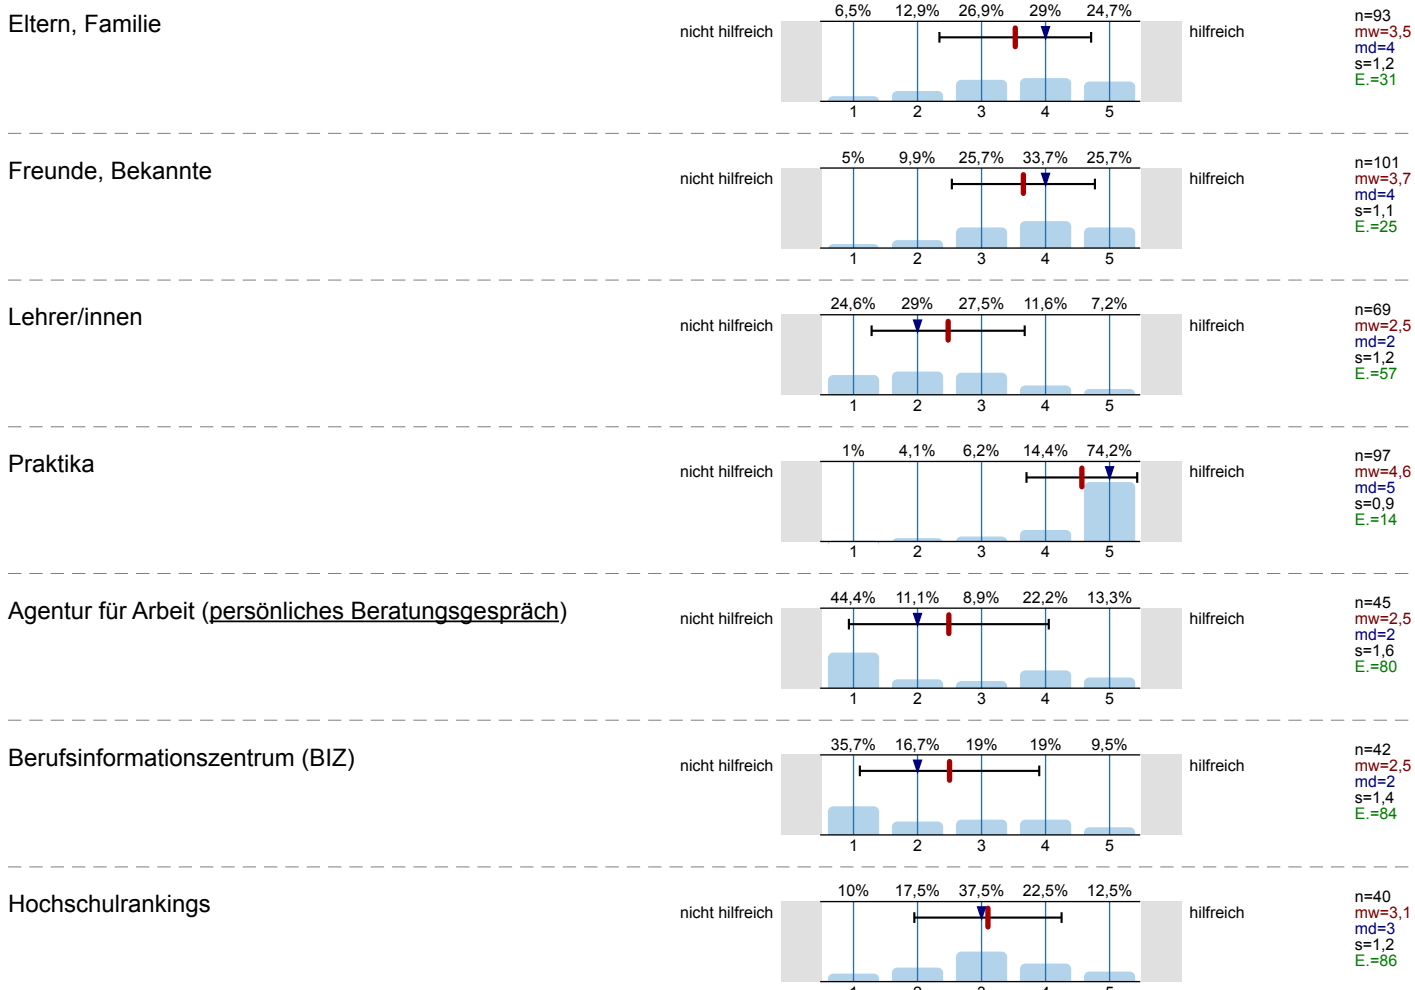 Eltern, Familie
nicht hilfreich
6,5% 12,9% 26,9% 29% 24,7%
1 2 3 4 5
hilfreich
n=93
mw=3,5
md=4
s=1,2
E.=31
Freunde, Bekannte
nicht hilfreich
5% 9,9% 25,7% 33,7% 25,7%
1 2 3 4 5
hilfreich
n=101
mw=3,7
md=4
s=1,1
E.=25
Lehrer/innen
nicht hilfreich
24,6% 29% 27,5% 11,6% 7,2%
1 2 3 4 5
hilfreich
n=69
mw=2,5
md=2
s=1,2
E.=57
Praktika
nicht hilfreich
1% 4,1% 6,2% 14,4% 74,2%
1 2 3 4 5
hilfreich
n=97
mw=4,6
md=5
s=0,9
E.=14
Agentur für Arbeit (persönliches Beratungsgespräch)
nicht hilfreich
44,4% 11,1% 8,9% 22,2% 13,3%
1 2 3 4 5
hilfreich
n=45
mw=2,5
md=2
s=1,6
E.=80
Berufsinformationszentrum (BIZ)
nicht hilfreich
35,7% 16,7% 19% 19% 9,5%
1 2 3 4 5
hilfreich
n=42
mw=2,5
md=2
s=1,4
E.=84
Hochschulrankings
nicht hilfreich
10% 17,5% 37,5% 22,5% 12,5%
1 2 3 4 5
hilfreich
n=40
mw=3,1
md=3
s=1,2
E.=86